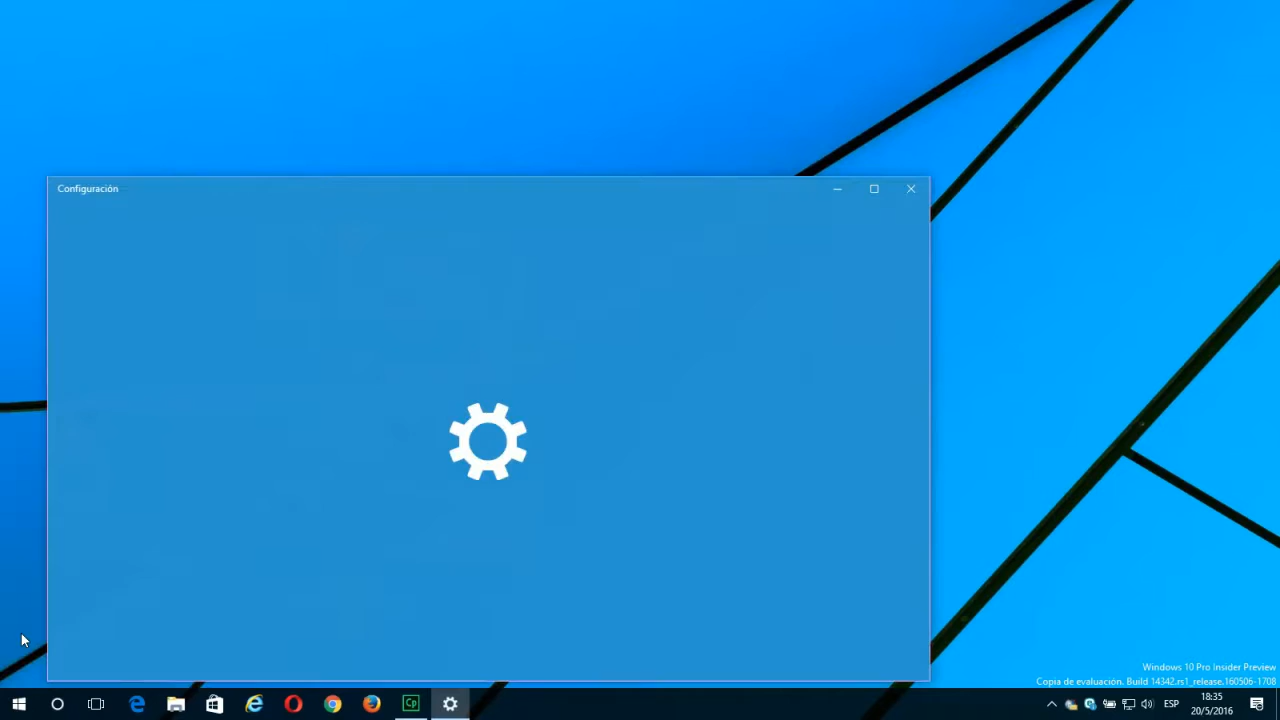 Configuración
Windows 10 Pro Insider Preview
Copia de evaluación. Build 14342.rs1_release.160506-1708
Cp
ESP
18:35
20/5/2016